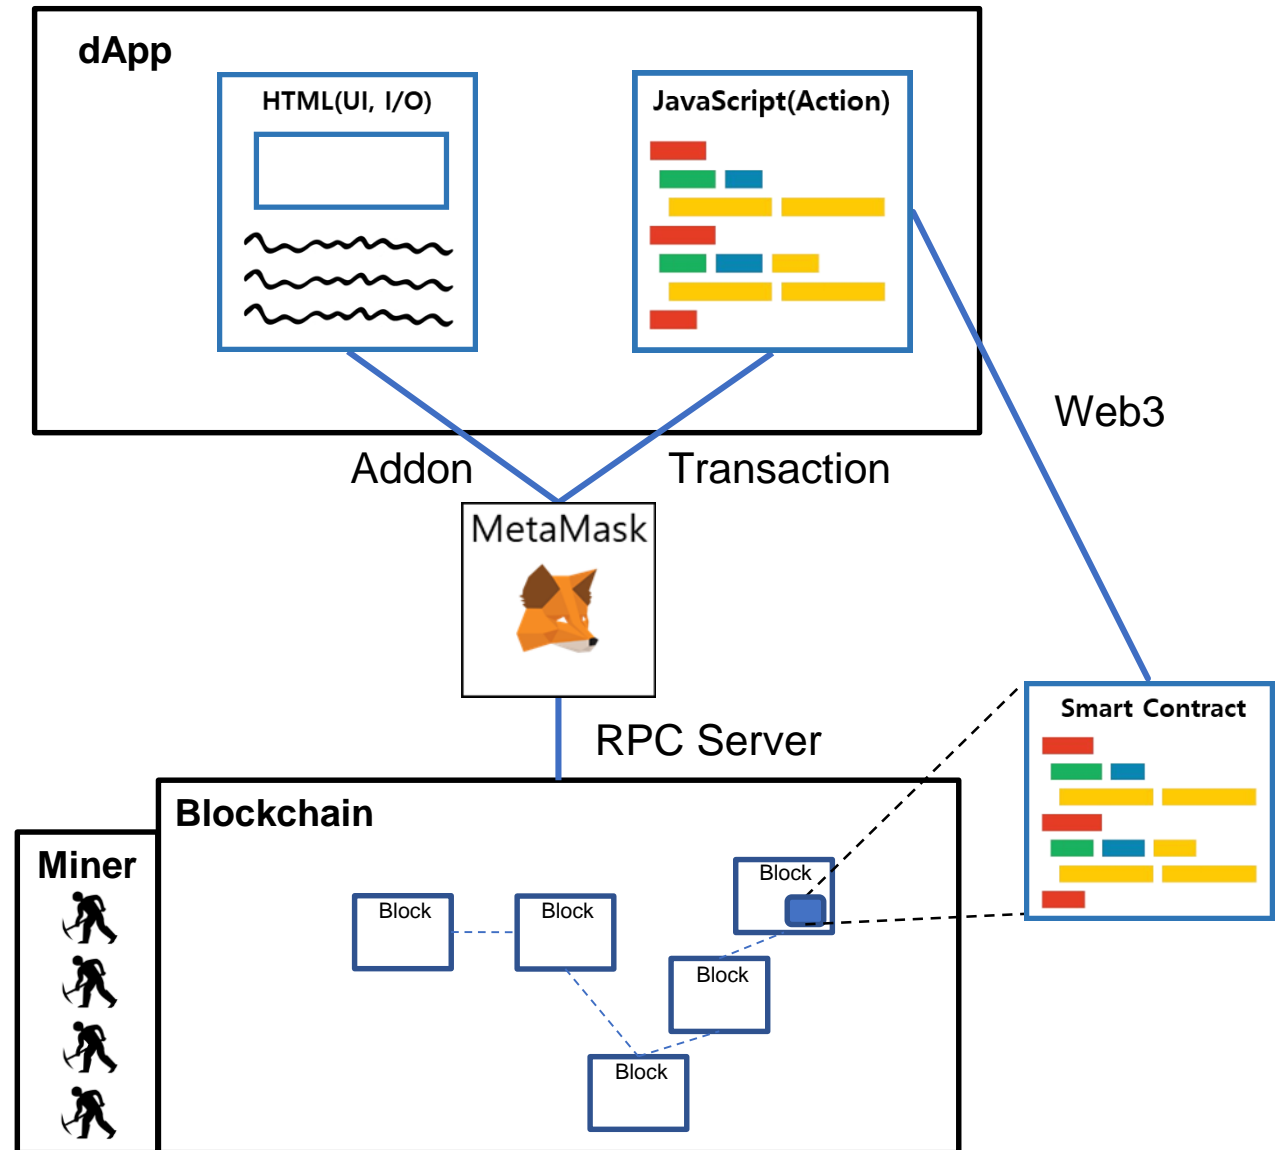 dApp
HTML(UI, I/O)
JavaScript(Action)
Web3
Addon
Transaction
MetaMask
RPC Server
Smart Contract
Blockchain
Miner
Block
Block
Block
Block
Block